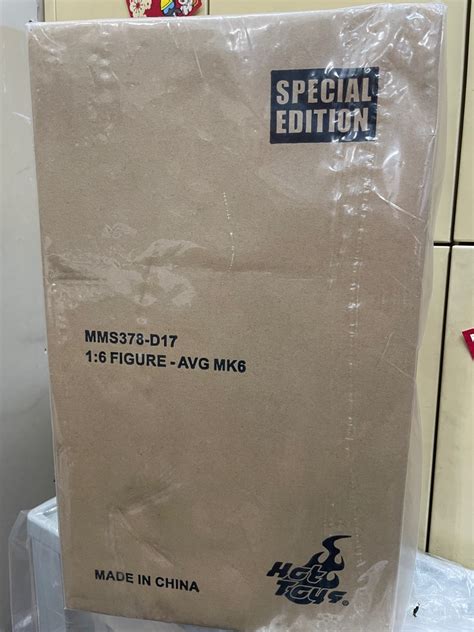 SPECIAL
EDITION
MMS378-D17
1:6 FIGURE - AVG MK6
MADE IN CHINA
Hot
Toys®